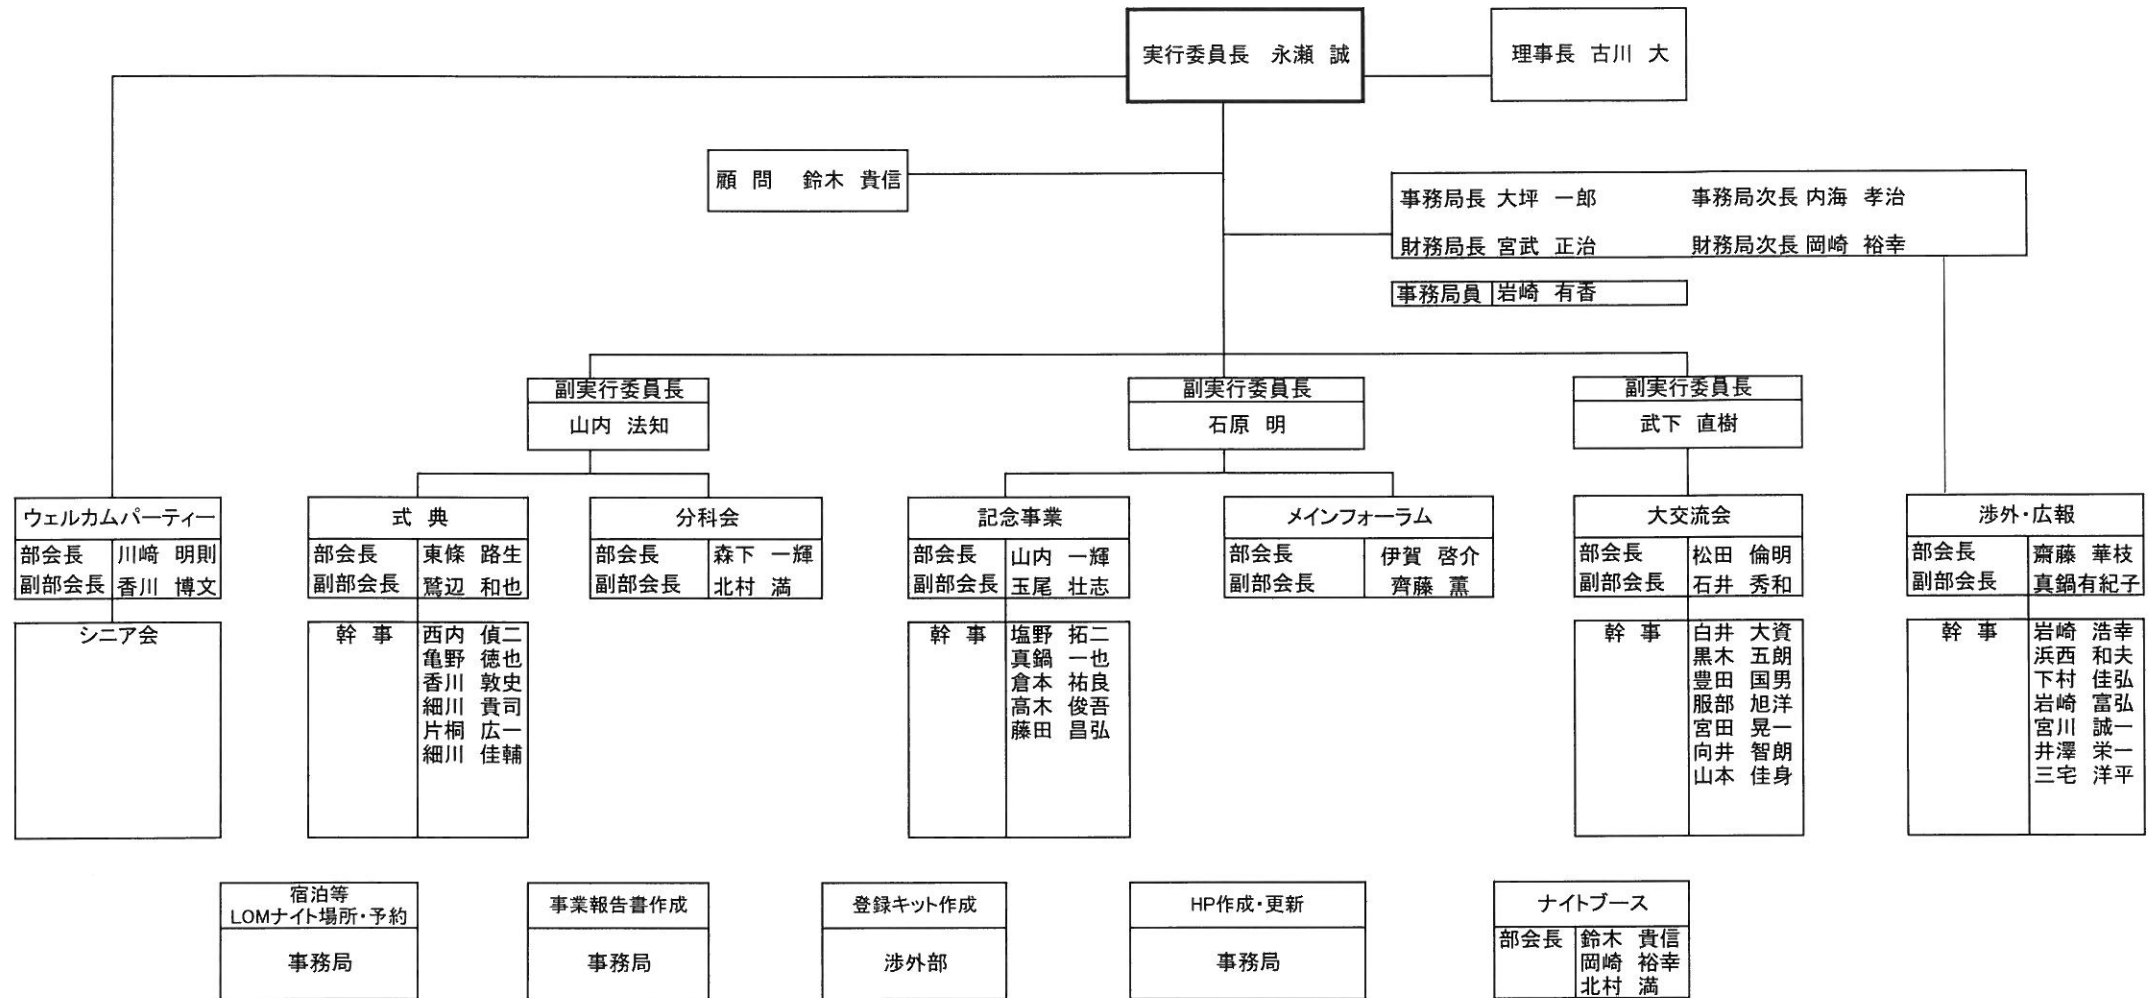 実行委員長 永瀬 誠
理事長 古川 大
顧 問 鈴木 貴信
事務局長 大坪 一郎 事務局次長 内海 孝治
財務局長 宮武 正治 財務局次長 岡崎 裕幸
事務局員 岩崎 有香
副実行委員長
山内 法知
副実行委員長
石原 明
副実行委員長
武下 直樹
ウェルカムパーティー
部会長 川﨑 明則
副部会長 香川 博文
シニア会
式 典
部会長 東條 路生
副部会長 鷲辺 和也
幹 事 西内 偵二
亀野 徳也
香川 敦史
細川 貴司
片桐 広一
細川 佳輔
分科会
部会長 森下 一輝
副部会長 北村 満
記念事業
部会長 山内 一輝
副部会長 玉尾 壮志
幹 事 塩野 拓二
真鍋 一也
倉本 祐良
高木 俊吾
藤田 昌弘
メインフォーラム
部会長 伊賀 啓介
副部会長 齊藤 薫
大交流会
部会長 松田 倫明
副部会長 石井 秀和
幹 事 白井 大資
黒木 五朗
豊田 国男
服部 旭洋
宮田 晃一
向井 智朗
山本 佳身
渉外・広報
部会長 齋藤 華枝
副部会長 真鍋有紀子
幹 事 岩崎 浩幸
浜西 和夫
下村 佳弘
岩崎 富弘
宮川 誠一
井澤 栄一
三宅 洋平
宿泊等
LOMナイト場所・予約
事務局
事業報告書作成
事務局
登録キット作成
渉外部
HP作成・更新
事務局
ナイトブース
部会長 鈴木 貴信
岡崎 裕幸
北村 満